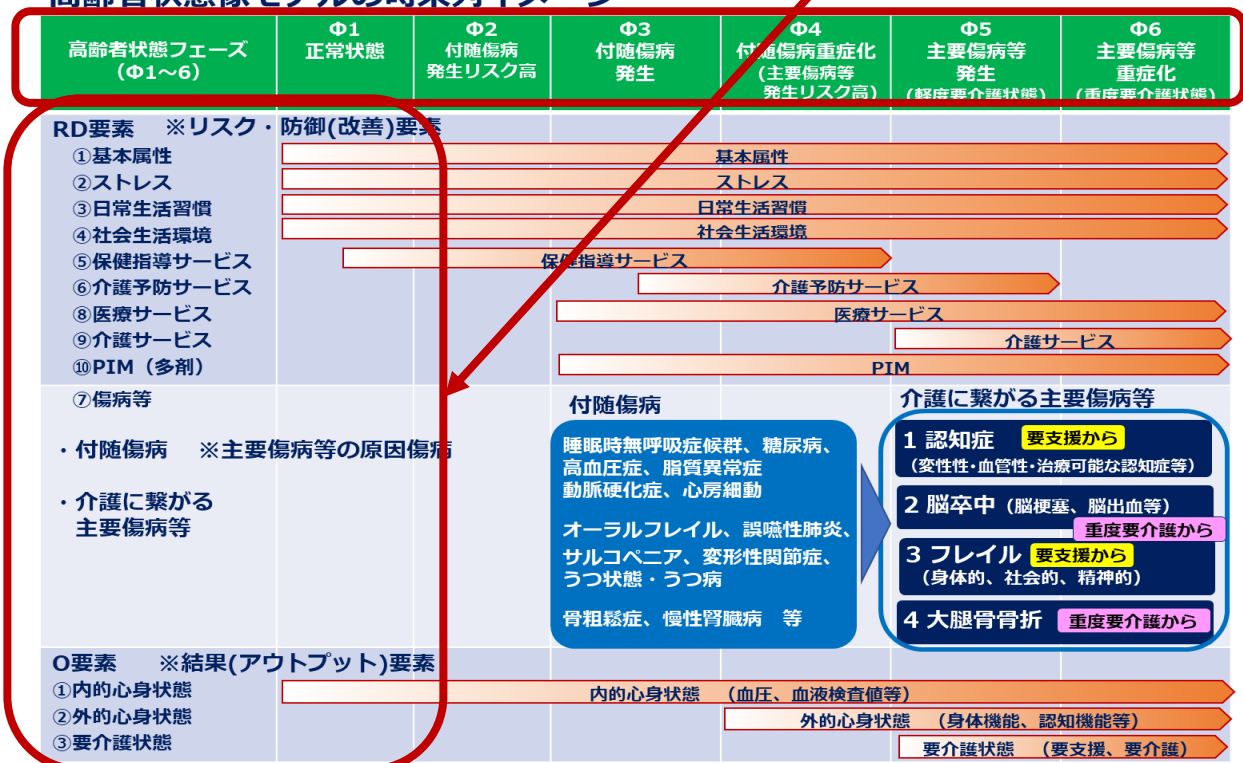 高齢者状態像モデルの時系列イメージ
高齢者状態フェーズ
(Φ1~6)
Φ1
正常状態
Φ2
付随傷病
発生リスク高
Φ3
付随傷病
発生
Φ4
付随傷病重症化
(主要傷病等
発生リスク高)
Φ5
主要傷病等
発生
(軽度要介護状態)
Φ6
主要傷病等
重症化
(重度要介護状態)
RD要素 ※リスク・防御(改善)要素
①基本属性
基本属性
②ストレス
ストレス
③日常生活習慣
日常生活習慣
④社会生活環境
社会生活環境
⑤保健指導サービス
保健指導サービス
⑥介護予防サービス
介護予防サービス
⑧医療サービス
医療サービス
⑨介護サービス
介護サービス
⑩PIM(多剤)
PIM
⑦傷病等
・付随傷病 ※主要傷病等の原因傷病
・介護に繋がる
主要傷病等
付随傷病
睡眠時無呼吸症候群、糖尿病、
高血圧症、脂質異常症
動脈硬化症、心房細動
オーラルフレイル、誤嚥性肺炎、
サルコペニア、変形性関節症、
うつ状態・うつ病
骨粗鬆症、慢性腎臓病 等
介護に繋がる主要傷病等
1 認知症 要支援から
(変性性・血管性・治療可能な認知症等)
2 脳卒中(脳梗塞、脳出血等)
重度要介護から
3 フレイル 要支援から
(身体的、社会的、精神的)
4 大腿骨骨折 重度要介護から
O要素 ※結果(アウトプット)要素
①内的心身状態
内的心身状態 (血圧、血液検査値等)
②外的心身状態
外的心身状態 (身体機能、認知機能等)
③要介護状態
要介護状態 (要支援、要介護)